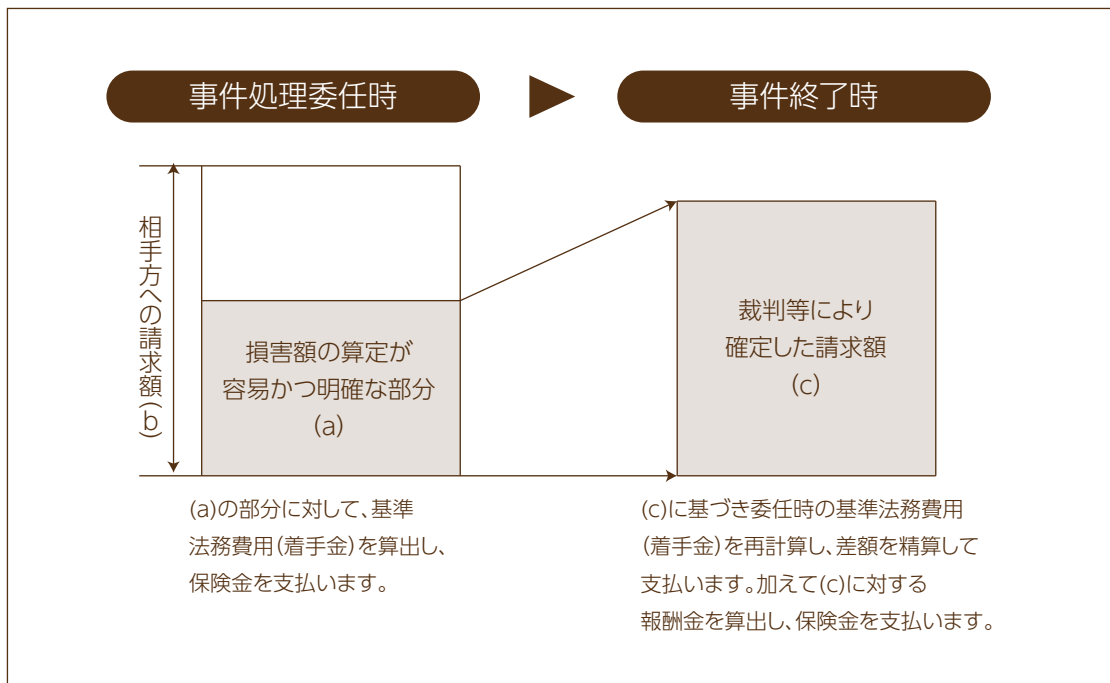 事件処理委任時
事件終了時
相手方への請求額(b)
損害額の算定が
容易かつ明確な部分
(a)
裁判等により
確定した請求額
(c)
(a)の部分に対して、基準
法務費用(着手金)を算出し、
保険金を支払います。
(c)に基づき委任時の基準法務費用
(着手金)を再計算し、差額を精算して
支払います。加えて(c)に対する
報酬金を算出し、保険金を支払います。